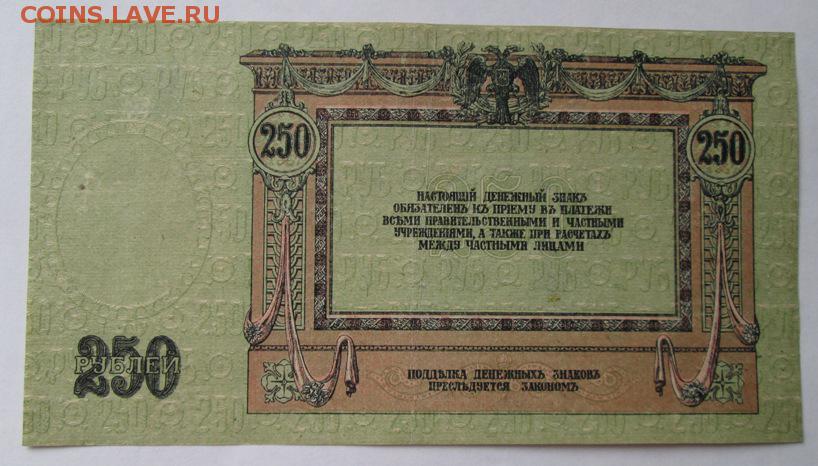 COINS.LAVE.RU
250
250
НАСТОЯЩІЙ ДЕНЕЖНЫЙ ЗНАКЪ
ОБЯЗАТЕЛЕНЪ КЪ ПРІЕМУ ВЪ ПЛАТЕЖИ
ВСѢМИ ПРАВИТЕЛЬСТВЕННЫМИ И ЧАСТНЫМИ
УЧРЕЖДЕНІЯМИ, А ТАКЖЕ ПРИ РАСЧЕТАХЪ
МЕЖДУ ЧАСТНЫМИ ЛИЦАМИ
250
РУБЛЕЙ
ПОДДѢЛКА ДЕНЕЖНЫХЪ ЗНАКОВЪ
ПРЕСЛѢДУЕТСЯ ЗАКОНОМЪ